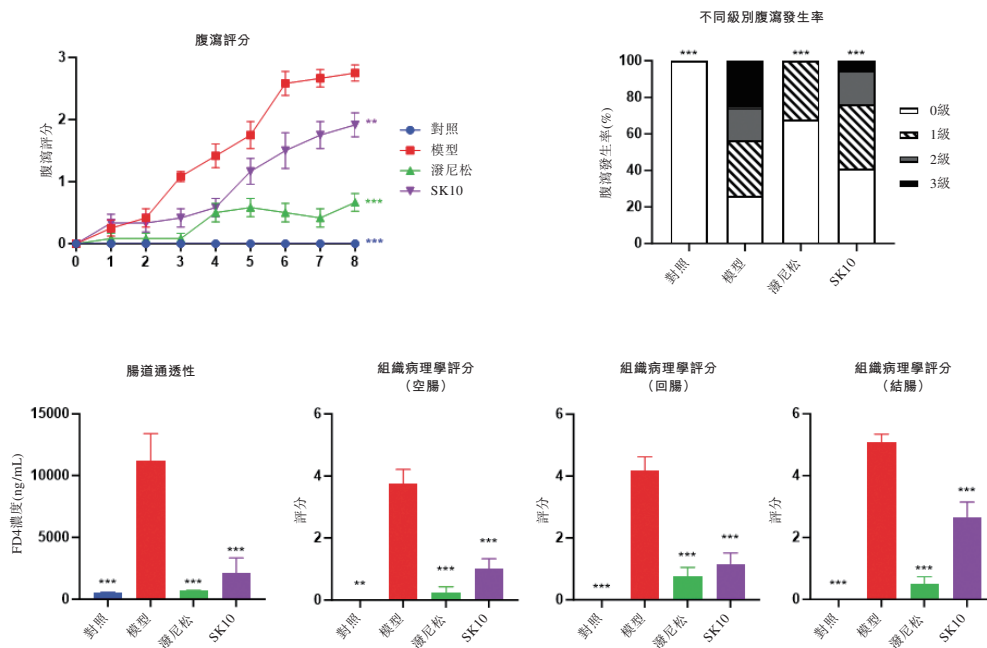 腹瀉評分
3
2
1
0
腹瀉評分
0 1 2 3 4 5 6 7 8
**
***
***
對照
模型
潑尼松
SK10
不同級別腹瀉發生率
100
80
60
40
20
0
腹瀉發生率(%)
*** *** ***
對照 模型 潑尼松 SK10
0級
1級
2級
3級
腸道通透性
15000
10000
5000
0
FD4濃度(ng/mL)
*** *** ***
對照 模型 潑尼松 SK10
組織病理學評分
(空腸)
6
4
2
0
評分
** *** ***
對照 模型 潑尼松 SK10
組織病理學評分
(回腸)
6
4
2
0
評分
*** *** ***
對照 模型 潑尼松 SK10
組織病理學評分
(結腸)
6
4
2
0
評分
*** *** ***
對照 模型 潑尼松 SK10